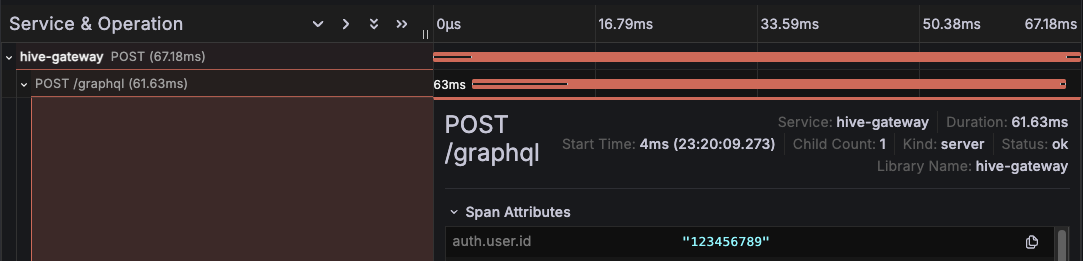 Service & Operation
0μs 16.79ms 33.59ms 50.38ms 67.18ms
hive-gateway POST (67.18ms)
POST /graphql (61.63ms)
63ms
POST
/graphql
Service: hive-gateway Duration: 61.63ms
Start Time: 4ms (23:20:09.273) Child Count: 1 Kind: server Status: ok
Library Name: hive-gateway
Span Attributes
auth.user.id "123456789"